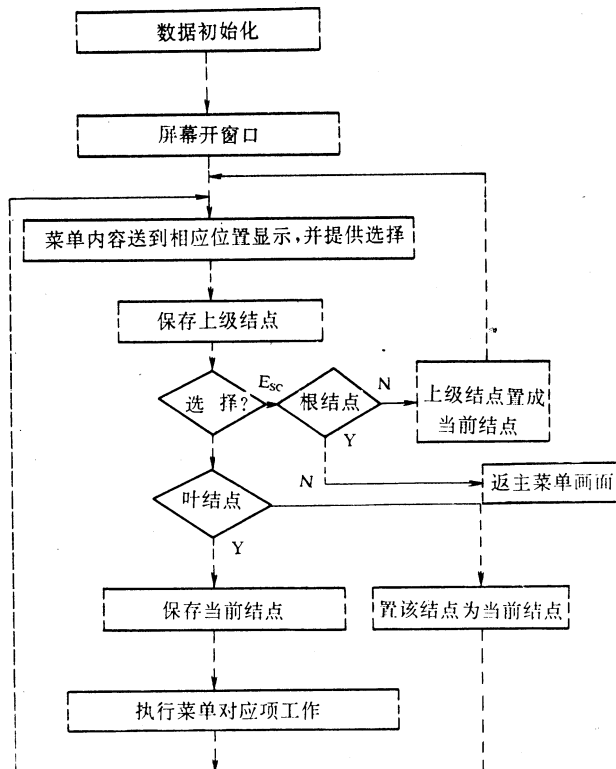 数据初始化
屏幕开窗口
菜单内容送到相应位置显示,并提供选择
保存上级结点
选 择?
Esc
根结点
N
上级结点置成
当前结点
Y
返主菜单画面
叶结点
N
Y
保存当前结点
置该结点为当前结点
执行菜单对应项工作